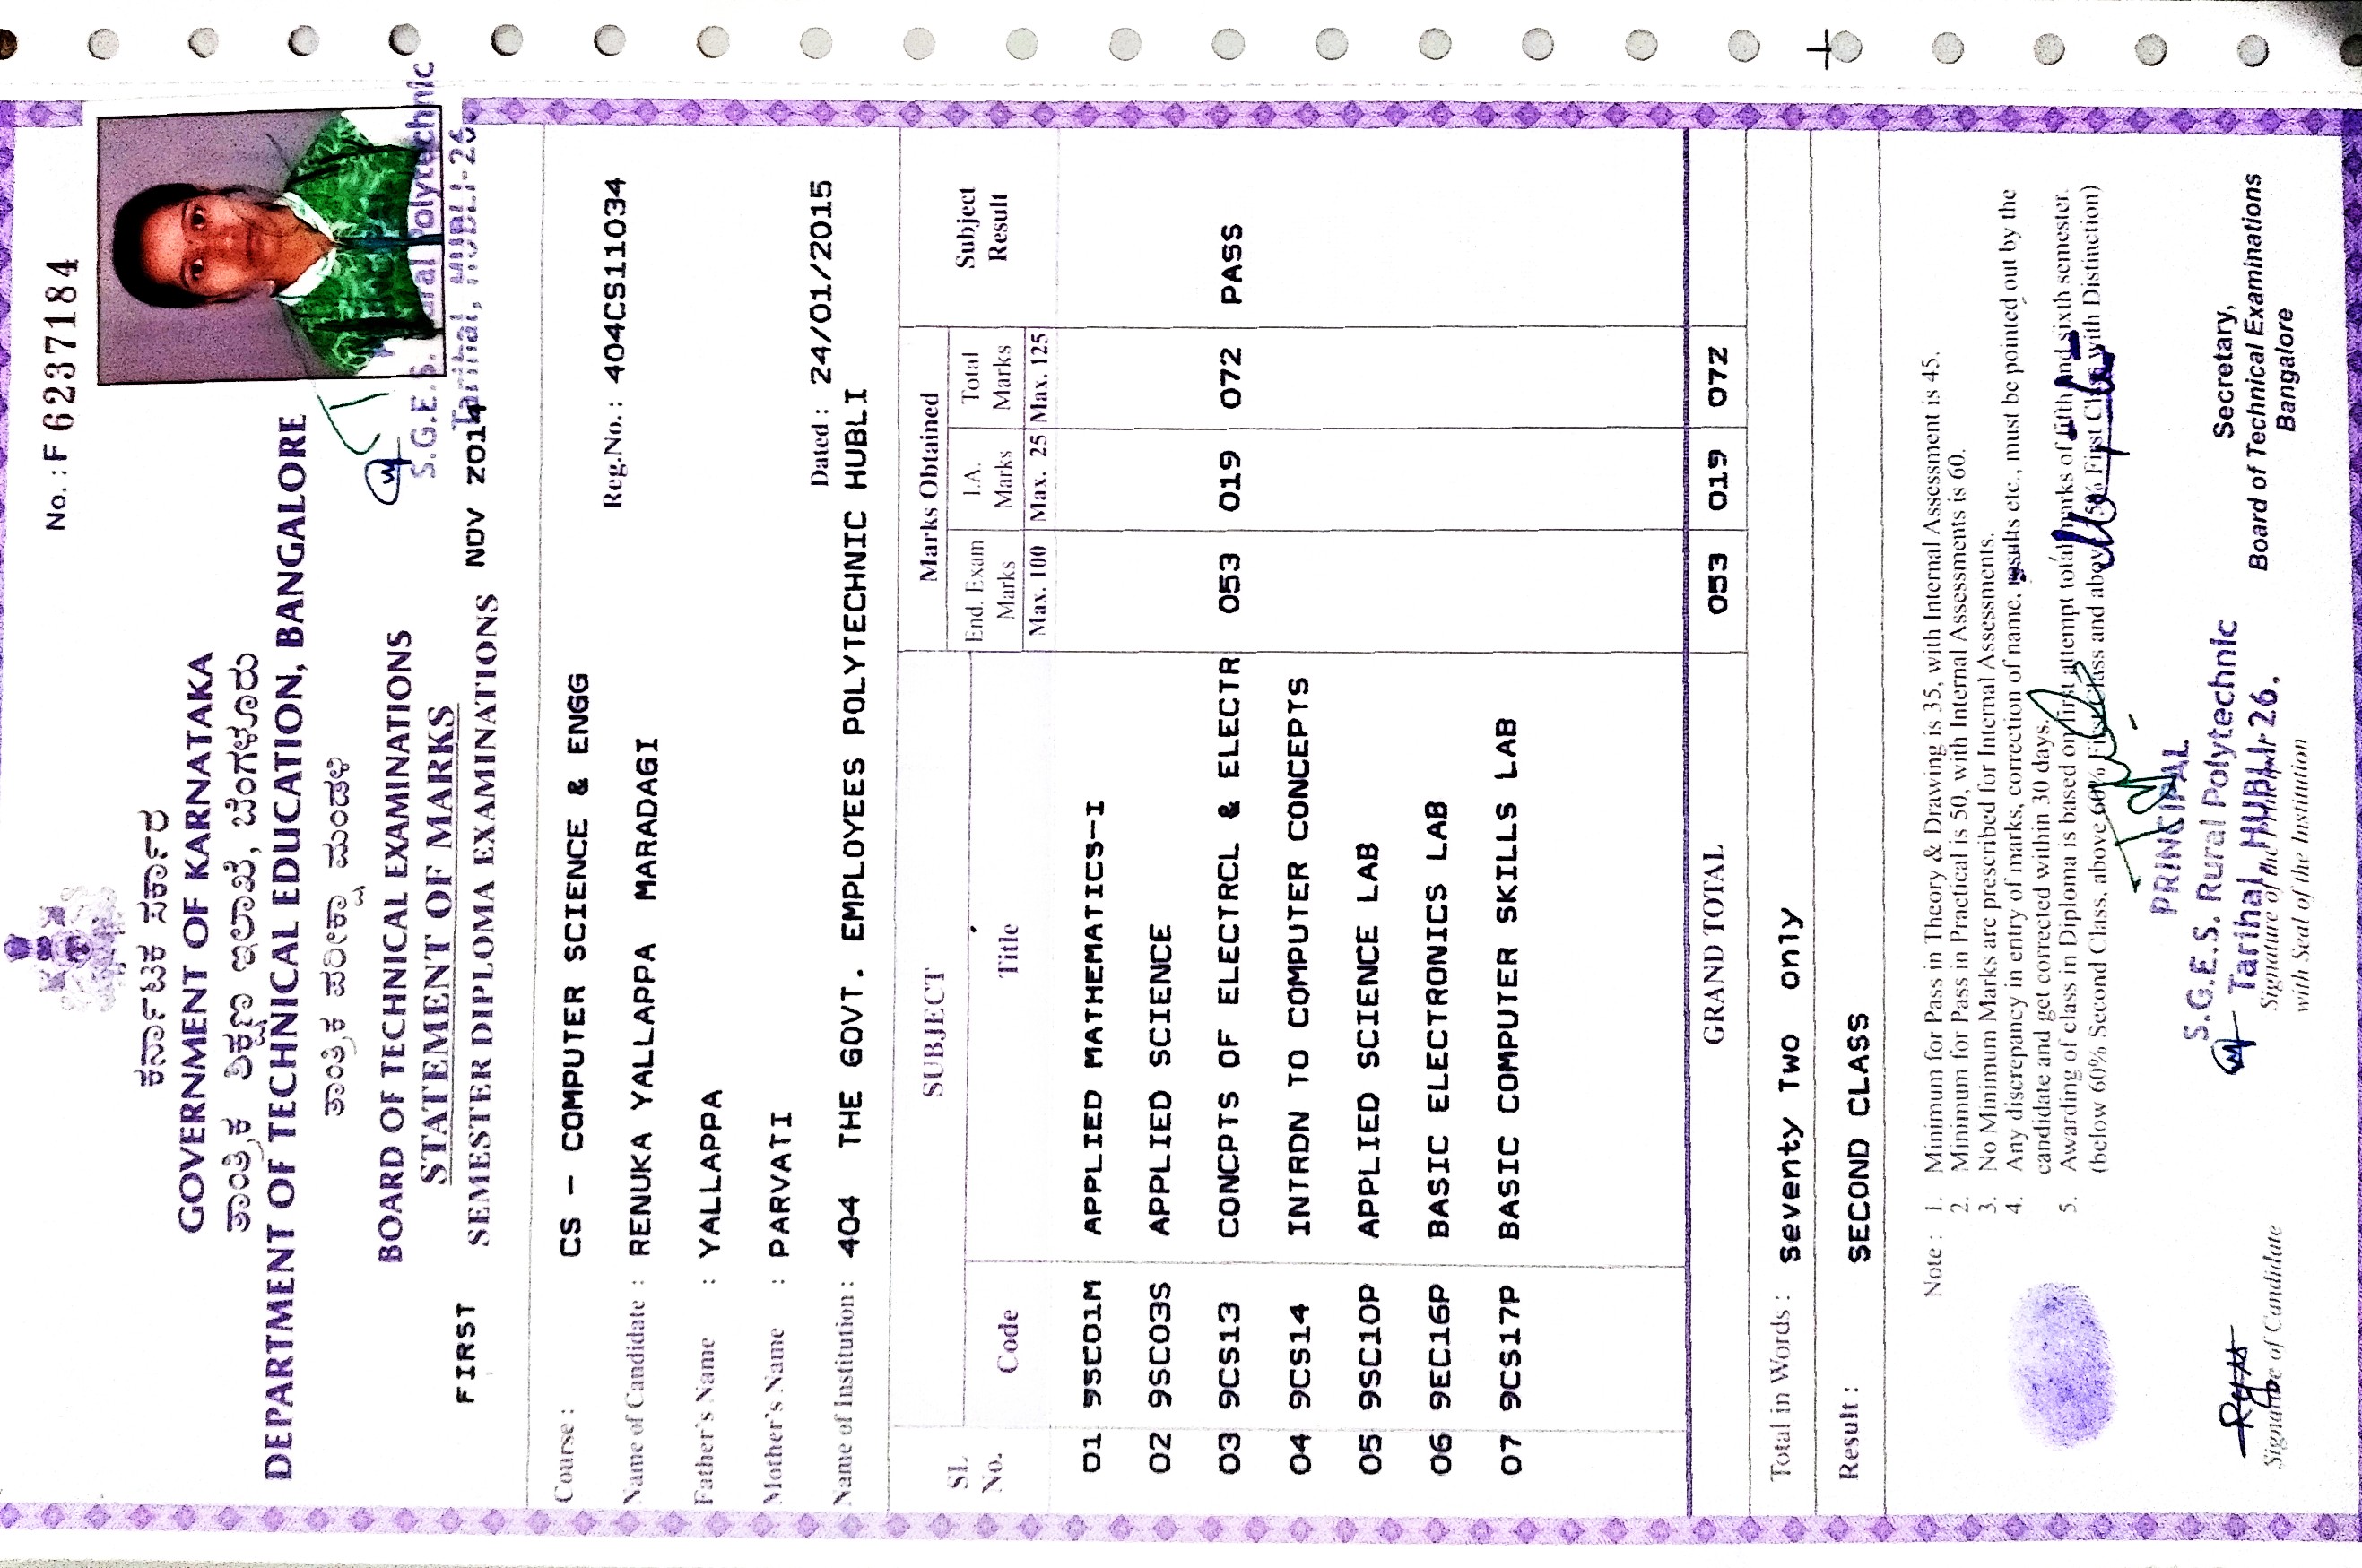 No. : F 6237184
ಕರ್ನಾಟಕ ಸರ್ಕಾರ
GOVERNMENT OF KARNATAKA
ತಾಂತ್ರಿಕ ಶಿಕ್ಷಣ ಇಲಾಖೆ, ಬೆಂಗಳೂರು
DEPARTMENT OF TECHNICAL EDUCATION, BANGALORE
ತಾಂತ್ರಿಕ ಪರೀಕ್ಷಾ ಮಂಡಳಿ
BOARD OF TECHNICAL EXAMINATIONS
S.G.E.S. Rural Polytechnic
STATEMENT OF MARKS
Tarihal, HUBLI-26.
FIRST SEMESTER DIPLOMA EXAMINATIONS NOV 2014
Course : CS - COMPUTER SCIENCE & ENGG
Reg.No. : 404CS11034
Name of Candidate : RENUKA YALLAPPA MARADAGI
Father's Name : YALLAPPA
Mother's Name : PARVATI
Dated : 24/01/2015
Name of Institution : 404 THE GOVT. EMPLOYEES POLYTECHNIC HUBLI
SL No. SUBJECT Marks Obtained Subject Result
Code Title End. Exam Marks I.A. Marks Total Marks
Max. 100 Max. 25 Max. 125
01 9SC01M APPLIED MATHEMATICS-I
02 9SC03S APPLIED SCIENCE
03 9CS13 CONCPTS OF ELECTRCL & ELECTR 053 019 072 PASS
04 9CS14 INTRDN TO COMPUTER CONCEPTS
05 9SC10P APPLIED SCIENCE LAB
06 9EC16P BASIC ELECTRONICS LAB
07 9CS17P BASIC COMPUTER SKILLS LAB
GRAND TOTAL 053 019 072
Total in Words : Seventy Two only
Result : SECOND CLASS
Note : 1. Minimum for Pass in Theory & Drawing is 35, with Internal Assessment is 45.
2. Minimum for Pass in Practical is 50, with Internal Assessments is 60.
3. No Minimum Marks are prescribed for Internal Assessments.
4. Any discrepancy in entry of marks, correction of name, results etc., must be pointed out by the
candidate and get corrected within 30 days.
5. Awarding of class in Diploma is based on first attempt total marks of fifth and sixth semester.
(below 60% Second Class, above 60% First Class and above 75% First Class with Distinction)
PRINCIPAL
S.G.E.S. Rural Polytechnic
Tarihal, HUBLI-26.
Signature of Candidate
Signature of the Principal
with Seal of the Institution
Secretary,
Board of Technical Examinations
Bangalore